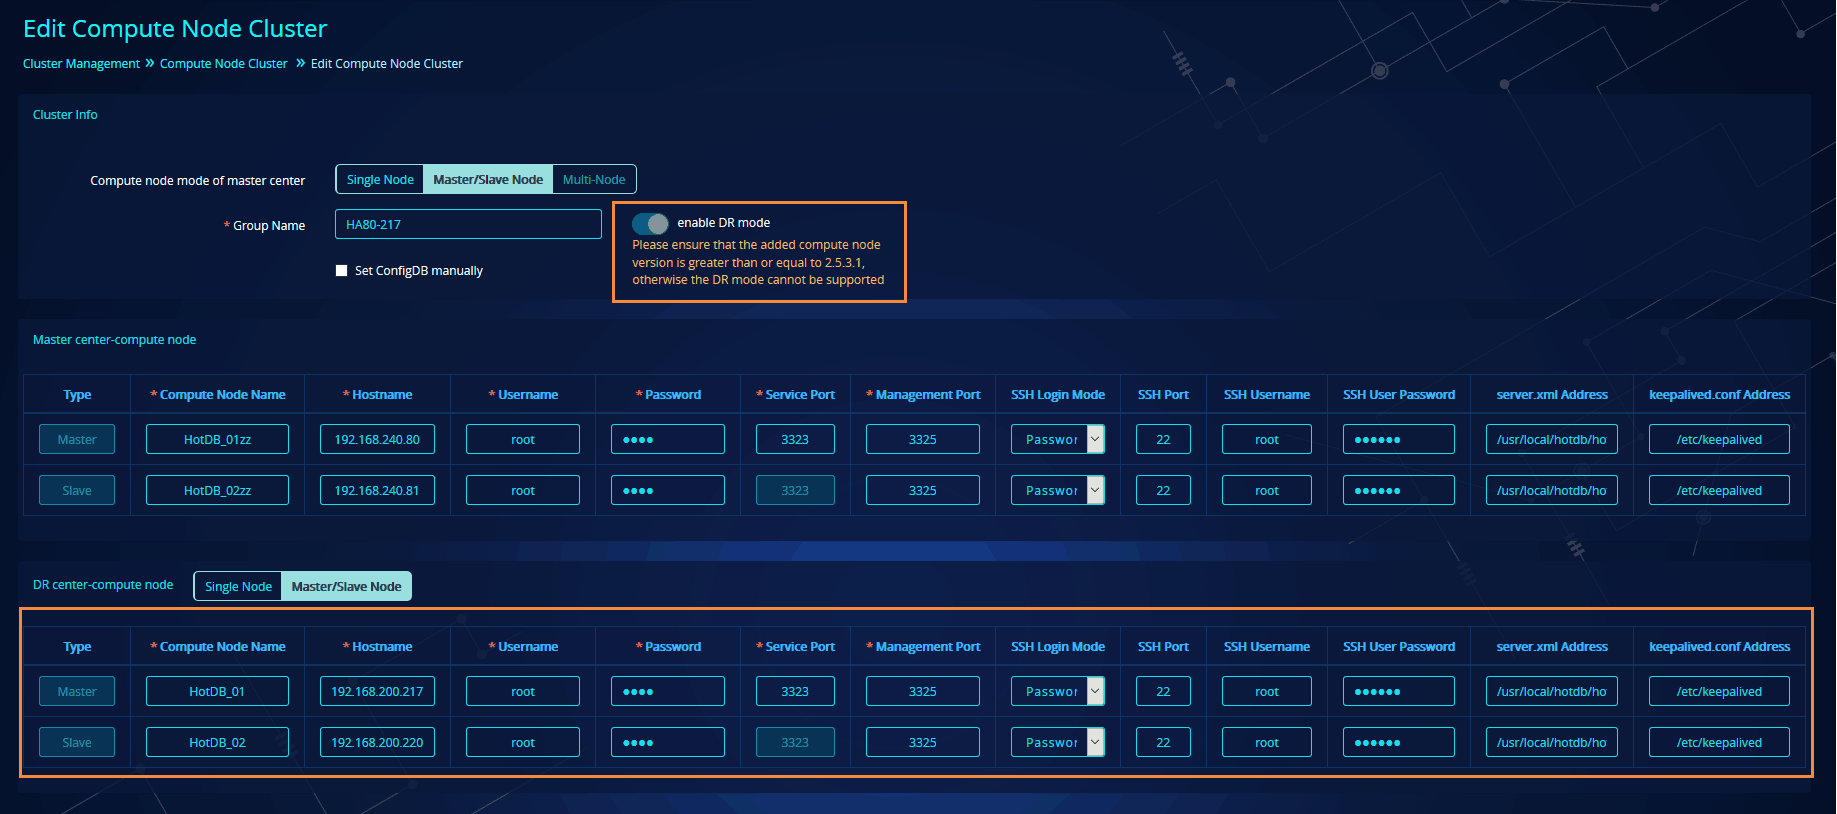 Edit Compute Node Cluster
Cluster Management » Compute Node Cluster » Edit Compute Node Cluster
Cluster Info
Compute node mode of master center Single Node Master/Slave Node Multi-Node
* Group Name HA80-217 enable DR mode
Please ensure that the added compute node
version is greater than or equal to 2.5.3.1,
otherwise the DR mode cannot be supported
Set ConfigDB manually
Master center-compute node
Type * Compute Node Name * Hostname * Username * Password * Service Port * Management Port SSH Login Mode SSH Port SSH Username SSH User Password server.xml Address keepalived.conf Address
Master HotDB_01zz 192.168.240.80 root •••• 3323 3325 Passwor 22 root •••••• /usr/local/hotdb/ho /etc/keepalived
Slave HotDB_02zz 192.168.240.81 root •••• 3323 3325 Passwor 22 root •••••• /usr/local/hotdb/ho /etc/keepalived
DR center-compute node Single Node Master/Slave Node
Type * Compute Node Name * Hostname * Username * Password * Service Port * Management Port SSH Login Mode SSH Port SSH Username SSH User Password server.xml Address keepalived.conf Address
Master HotDB_01 192.168.200.217 root •••• 3323 3325 Passwor 22 root •••••• /usr/local/hotdb/ho /etc/keepalived
Slave HotDB_02 192.168.200.220 root •••• 3323 3325 Passwor 22 root •••••• /usr/local/hotdb/ho /etc/keepalived